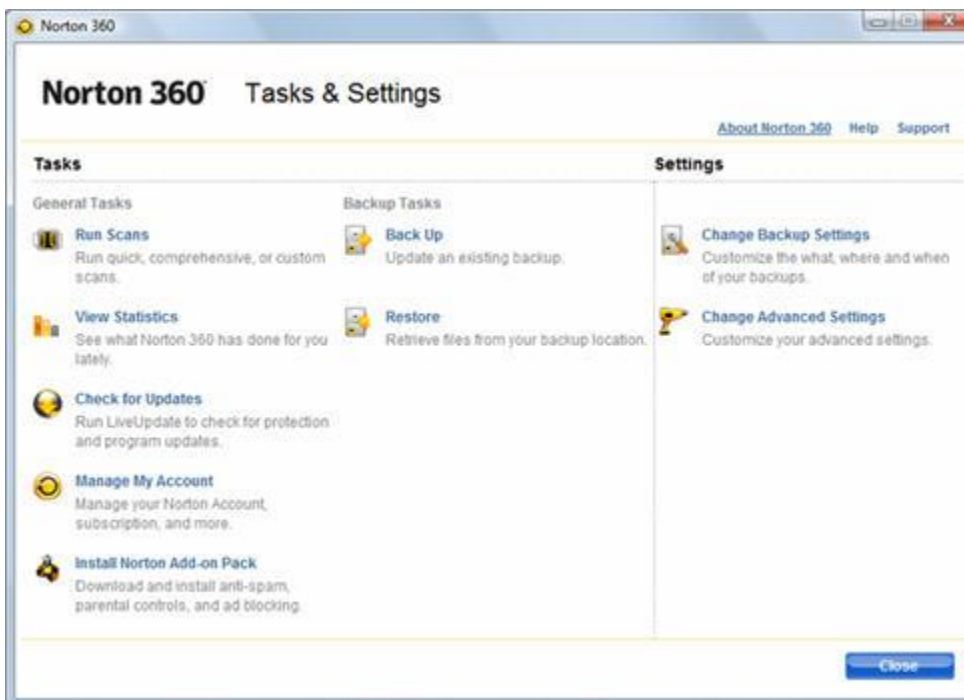 Norton 360
Norton 360 Tasks & Settings
About Norton 360 Help Support
Tasks
Settings
General Tasks
Run Scans
Run quick, comprehensive, or custom
scans.
View Statistics
See what Norton 360 has done for you
lately.
Check for Updates
Run LiveUpdate to check for protection
and program updates.
Manage My Account
Manage your Norton Account,
subscription, and more.
Install Norton Add-on Pack
Download and install anti-spam,
parental controls, and ad blocking.
Backup Tasks
Back Up
Update an existing backup.
Restore
Retrieve files from your backup location.
Change Backup Settings
Customize the what, where and when
of your backups.
Change Advanced Settings
Customize your advanced settings.
Close